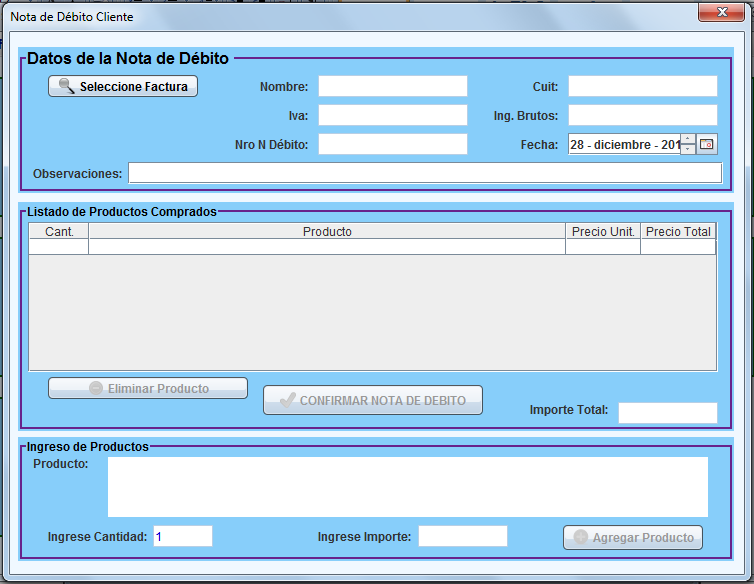 Nota de Débito Cliente
Datos de la Nota de Débito
Seleccione Factura Nombre: Cuit:
Iva: Ing. Brutos:
Nro N Débito: Fecha: 28 - diciembre - 201
Observaciones:
Listado de Productos Comprados
Cant. Producto Precio Unit. Precio Total
Eliminar Producto
CONFIRMAR NOTA DE DEBITO
Importe Total:
Ingreso de Productos
Producto:
Ingrese Cantidad: 1 Ingrese Importe: Agregar Producto